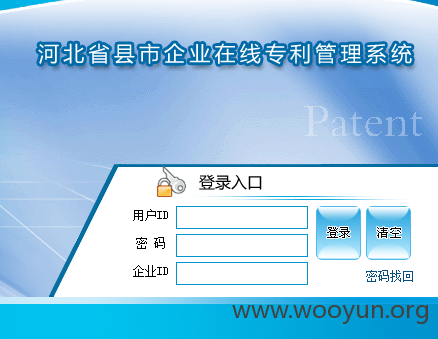 河北省县市企业在线专利管理系统
Patent
登录入口
用户ID
登录 清空
密 码
企业ID
密码找回
www.wooyun.org